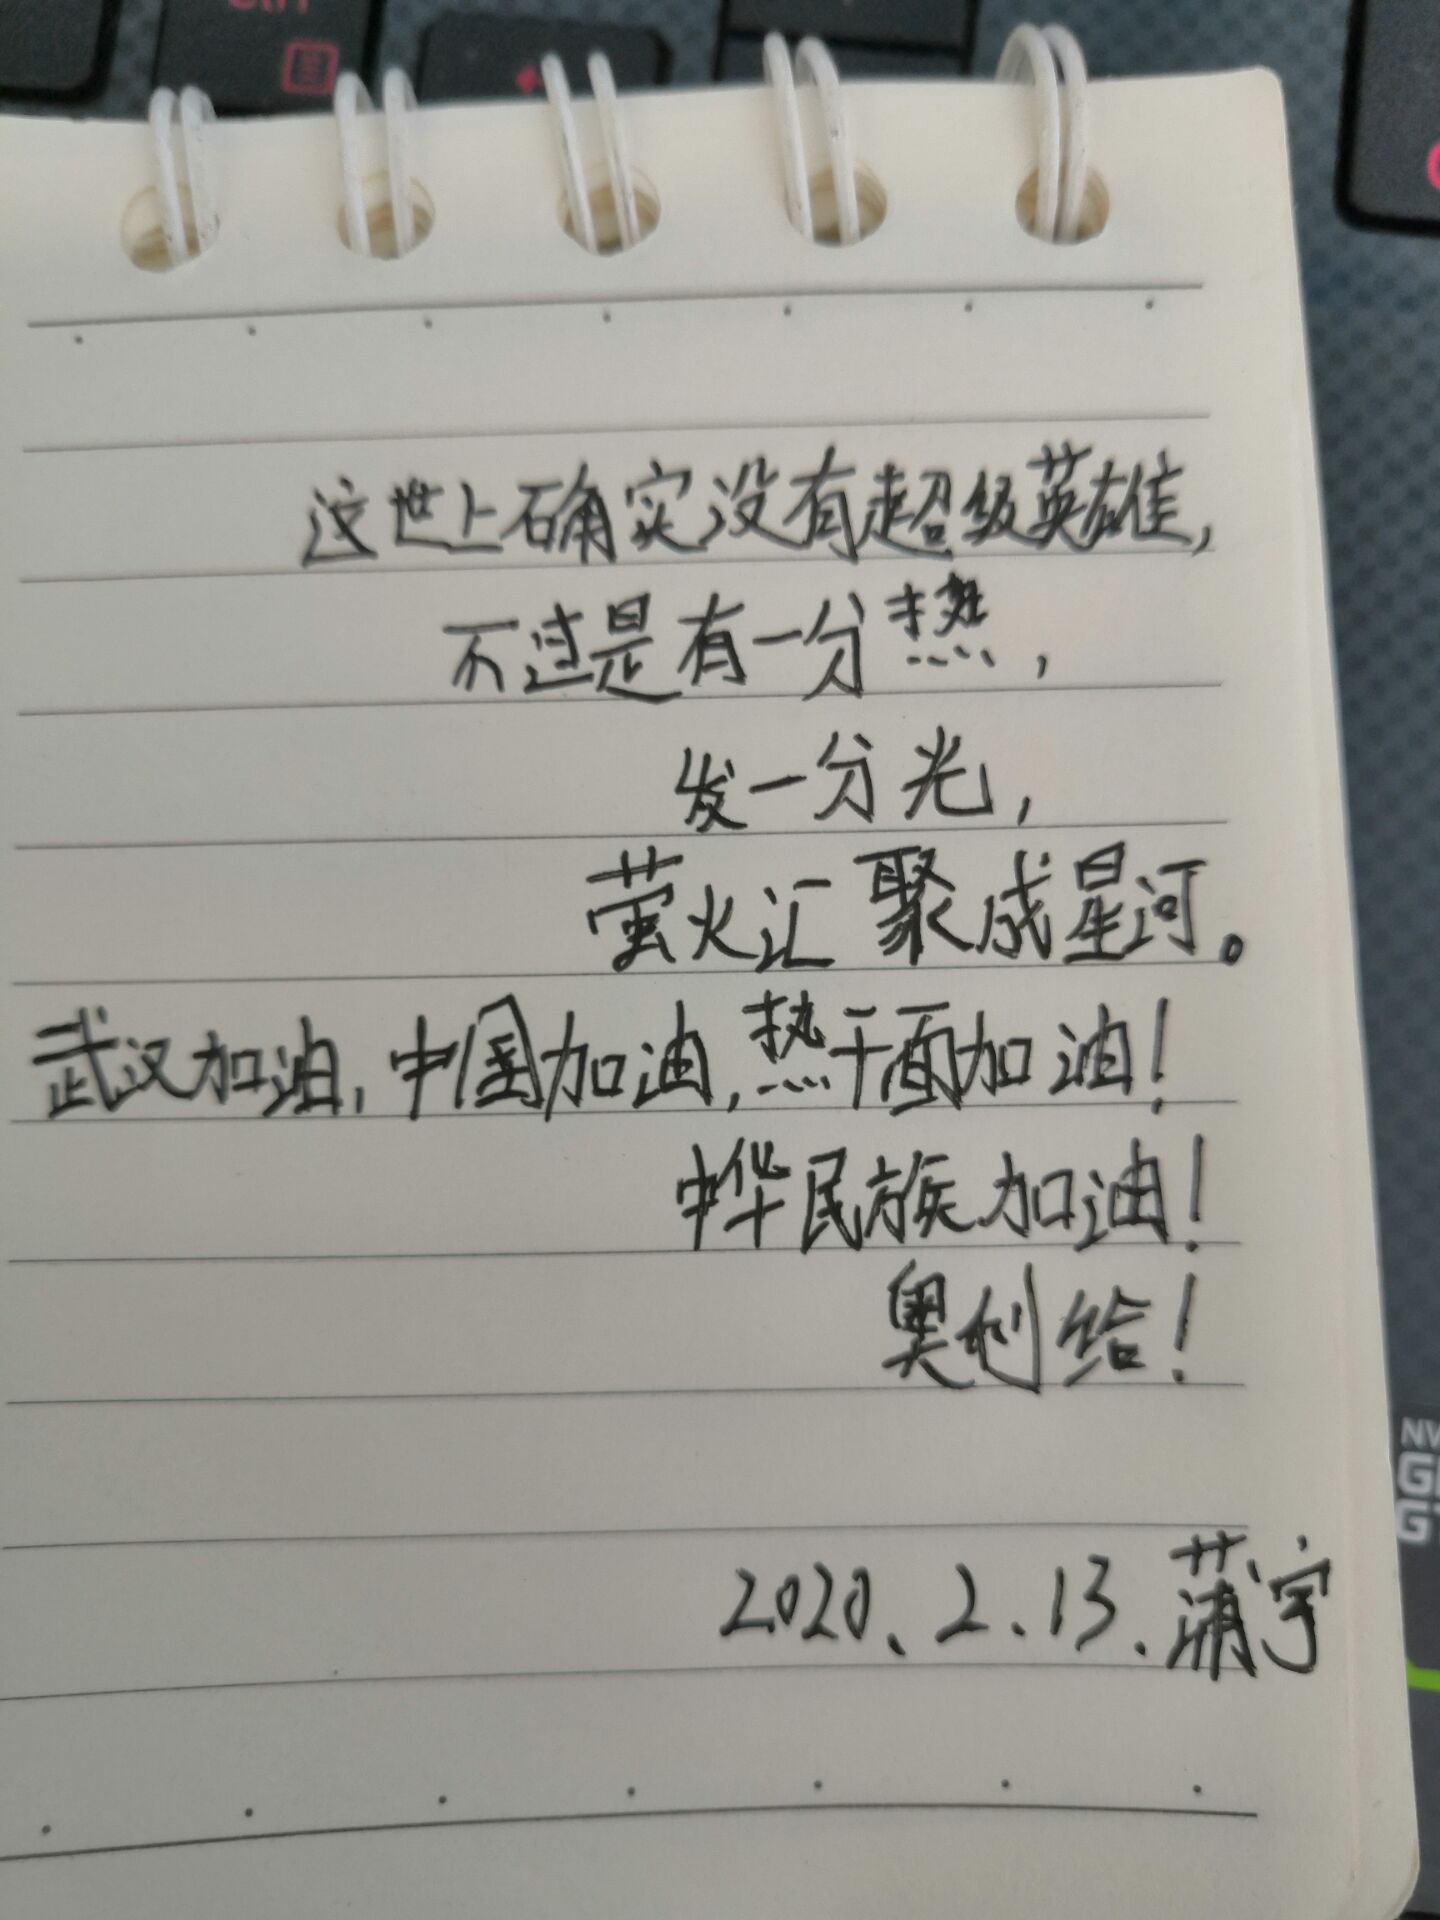 这世上确实没有超级英雄,
不过是有一分热,
发一分光,
萤火汇聚成星河。
武汉加油,中国加油,热干面加油!
中华民族加油!
奥利给!
2020、2.13.蒲宇